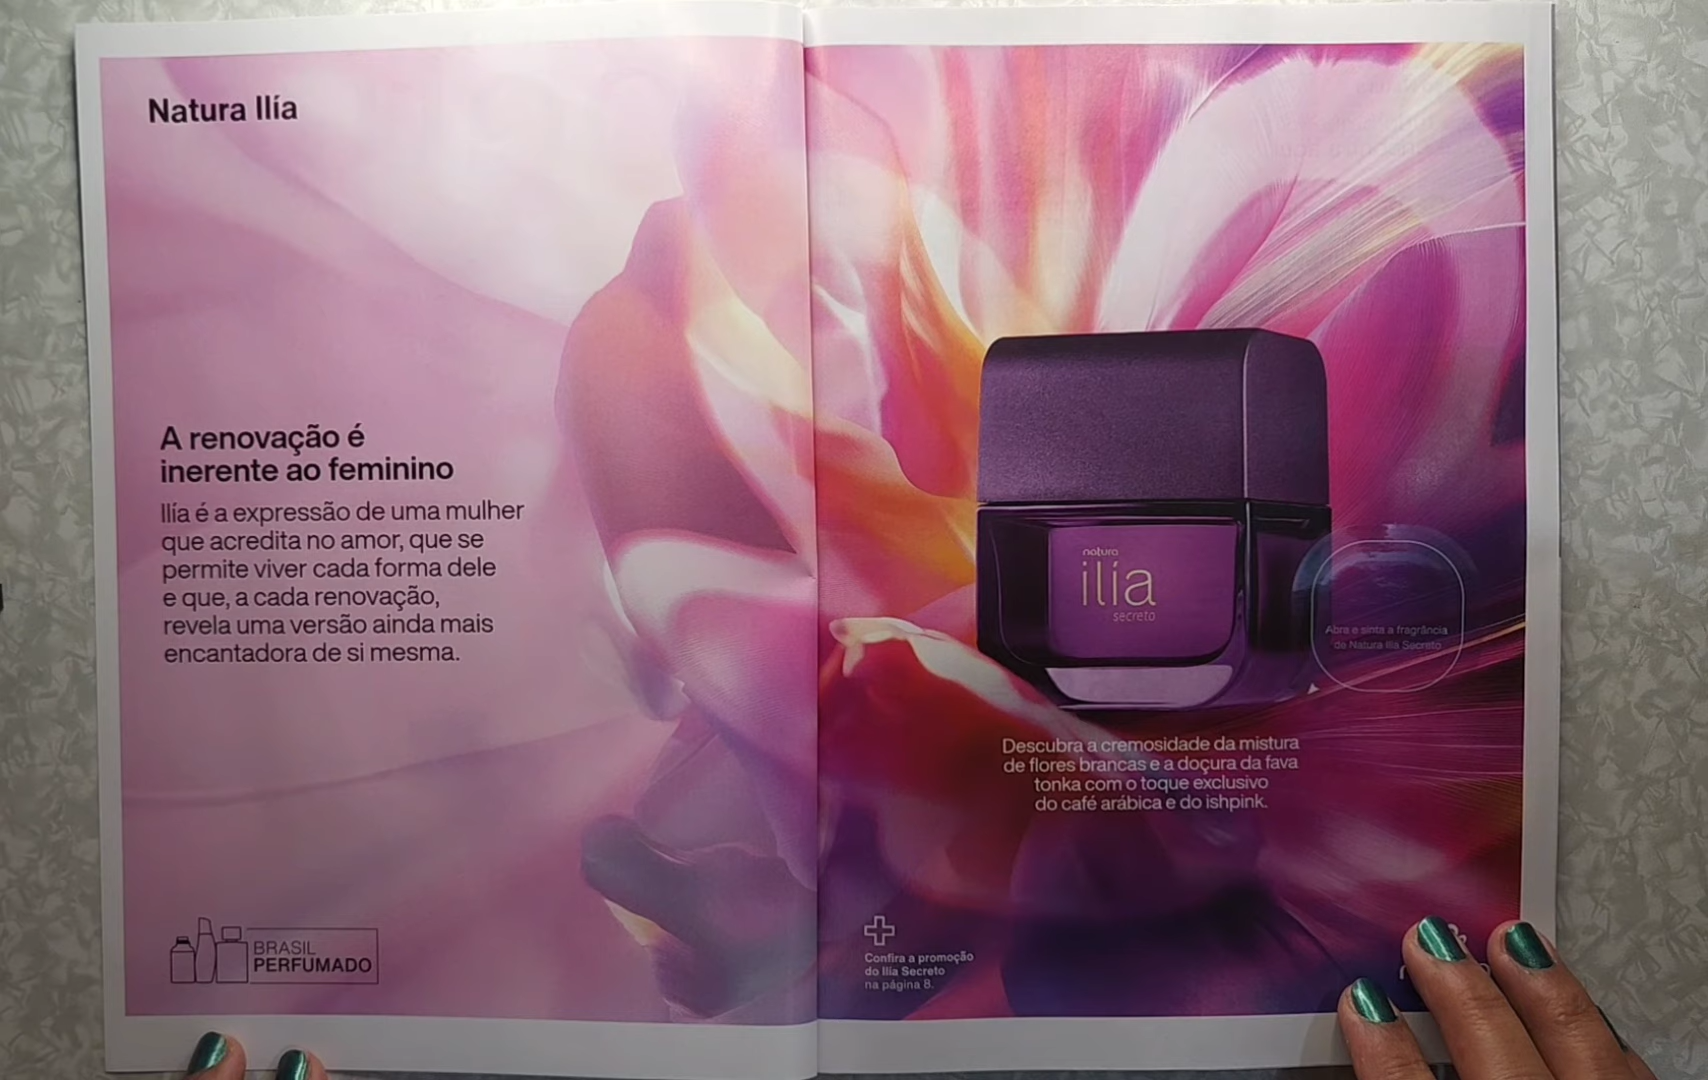 Natura Ilía
A renovação é
inerente ao feminino
Ilía é a expressão de uma mulher
que acredita no amor, que se
permite viver cada forma dele
e que, a cada renovação,
revela uma versão ainda mais
encantadora de si mesma.
BRASIL
PERFUMADO
natura
ilía
secreto
Abra e sinta a fragrância
de Natura Ilía Secreto
Descubra a cremosidade da mistura
de flores brancas e a doçura da fava
tonka com o toque exclusivo
do café arábica e do ishpink.
Confira a promoção
do Ilía Secreto
na página 8.